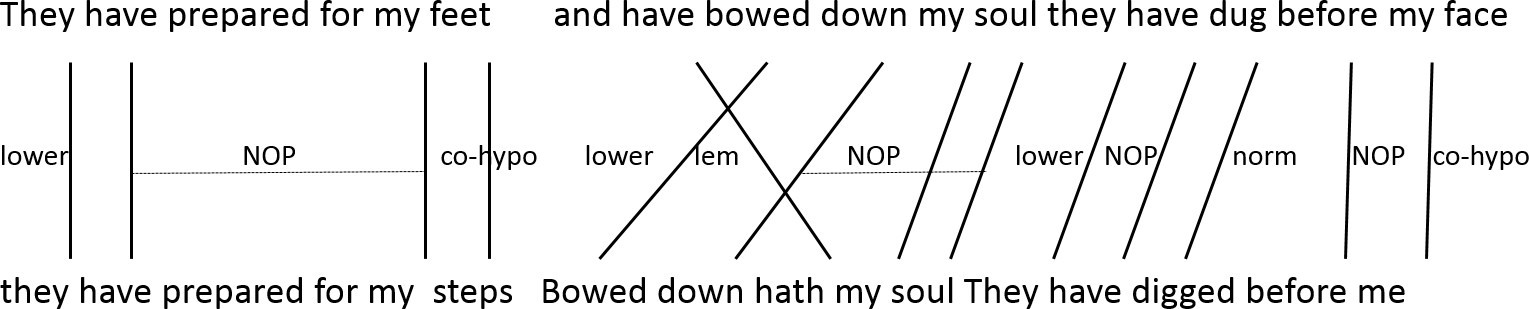 They have prepared for my feet and have bowed down my soul they have dug before my face
lower NOP co-hypo lower lem NOP lower NOP norm NOP co-hypo
they have prepared for my steps Bowed down hath my soul They have digged before me